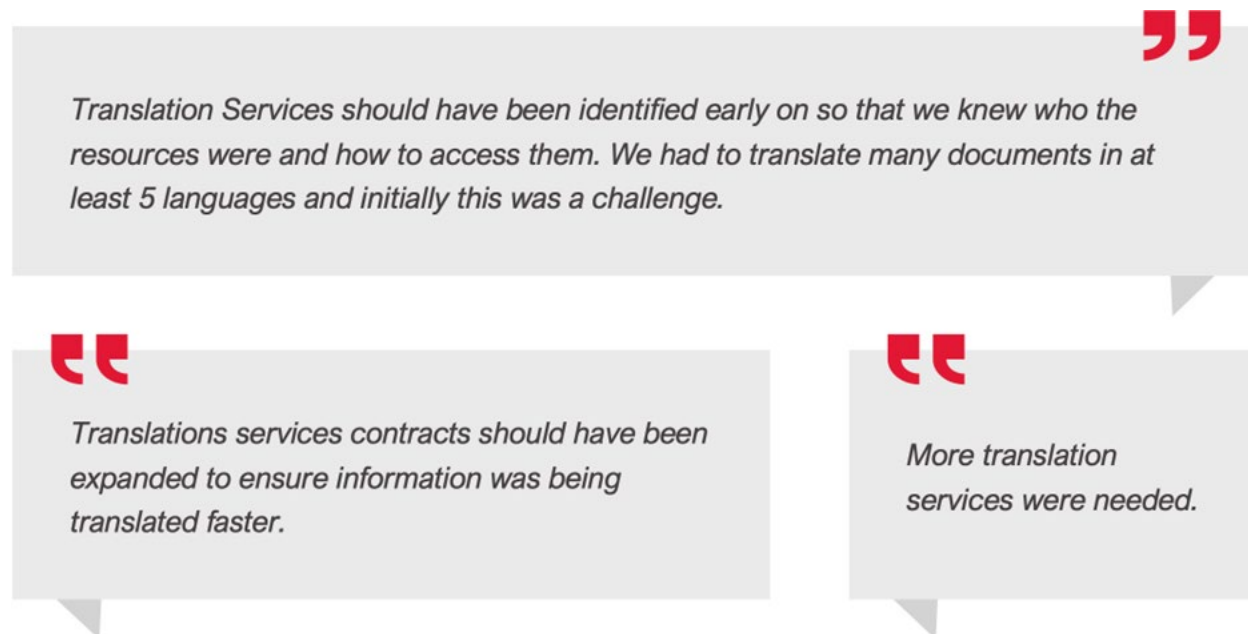 Translation Services should have been identified early on so that we knew who the
resources were and how to access them. We had to translate many documents in at
least 5 languages and initially this was a challenge.
Translations services contracts should have been
expanded to ensure information was being
translated faster.
More translation
services were needed.